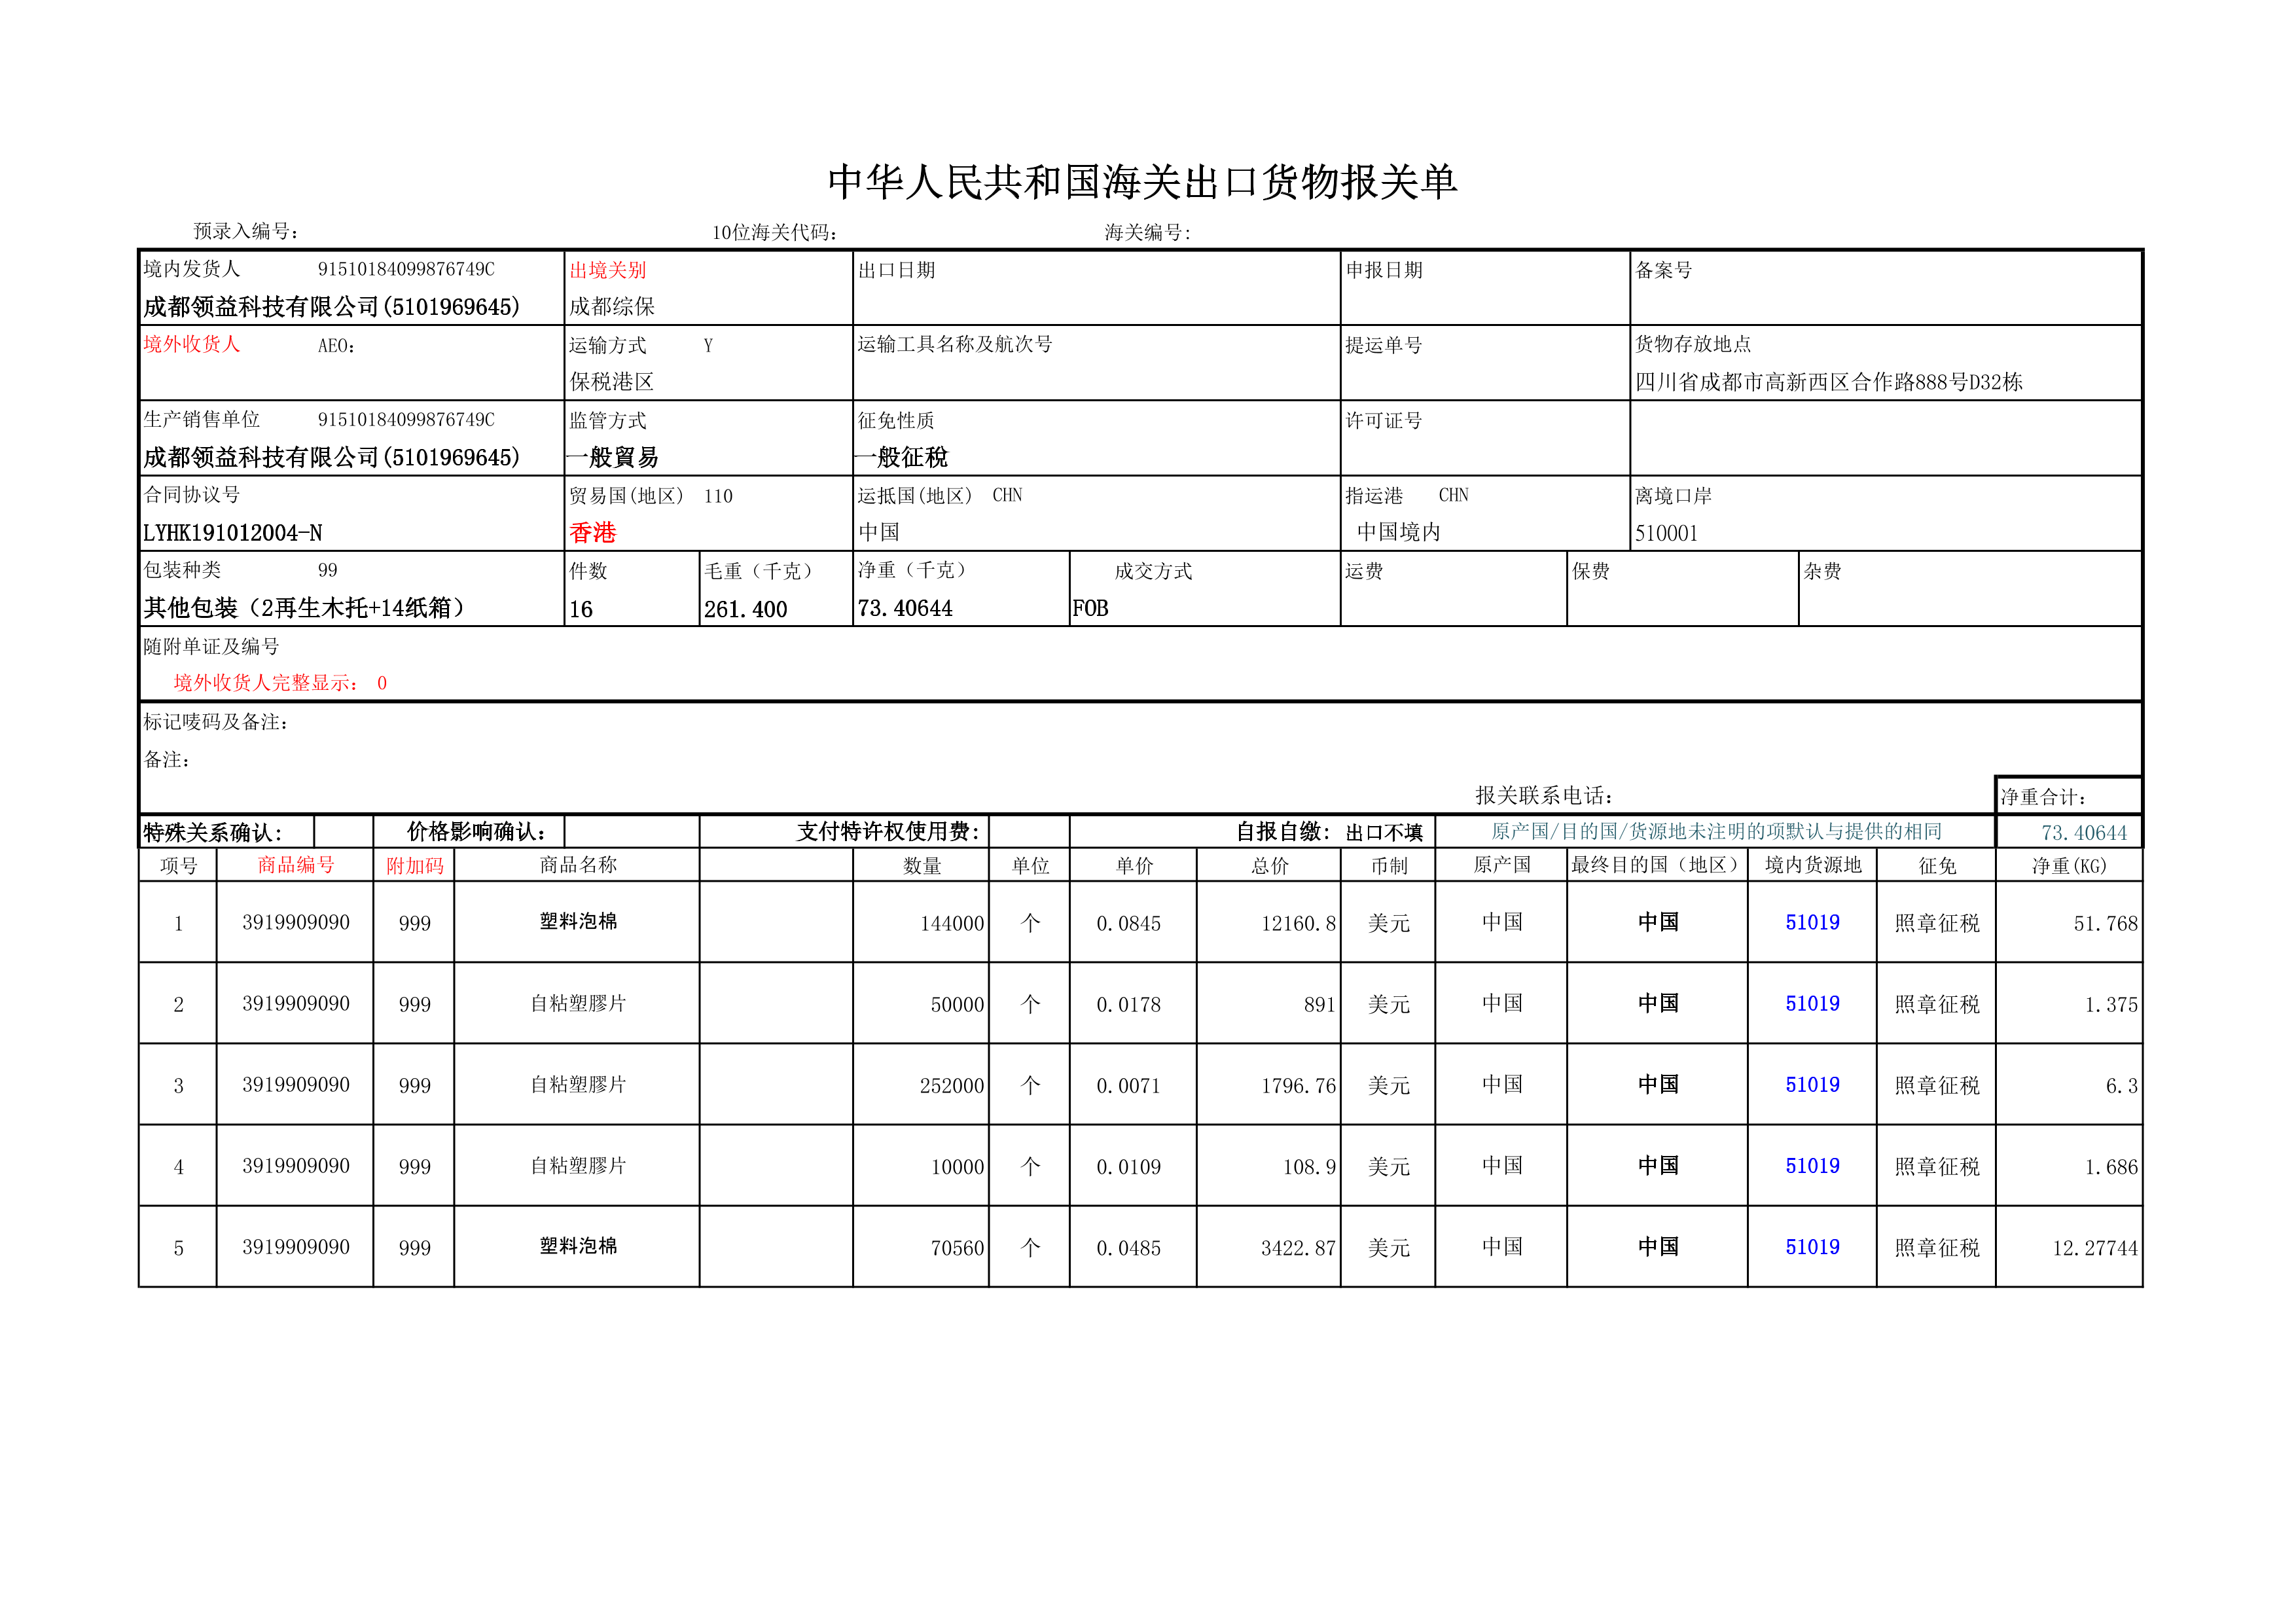 中华人民共和国海关出口货物报关单
预录入编号： 10位海关代码： 海关编号：
境内发货人 91510184099876749C 出境关别 出口日期 申报日期 备案号
成都领益科技有限公司(5101969645) 成都综保
境外收货人 AEO： 运输方式 Y 运输工具名称及航次号 提运单号 货物存放地点
保税港区 四川省成都市高新西区合作路888号D32栋
生产销售单位 91510184099876749C 监管方式 征免性质 许可证号
成都领益科技有限公司(5101969645) 一般貿易 一般征稅
合同协议号 贸易国(地区) 110 运抵国(地区) CHN 指运港 CHN 离境口岸
LYHK191012004-N 香港 中国 中国境内 510001
包装种类 99 件数 毛重（千克） 净重（千克） 成交方式 运费 保费 杂费
其他包装（2再生木托+14纸箱） 16 261.400 73.40644 FOB
随附单证及编号
境外收货人完整显示： 0
标记唛码及备注：
备注：
报关联系电话： 净重合计：
特殊关系确认： 价格影响确认： 支付特许权使用费： 自报自缴： 出口不填 原产国/目的国/货源地未注明的项默认与提供的相同 73.40644
项号 商品编号 附加码 商品名称 数量 单位 单价 总价 币制 原产国 最终目的国（地区） 境内货源地 征免 净重(KG)
1 3919909090 999 塑料泡棉 144000 个 0.0845 12160.8 美元 中国 中国 51019 照章征税 51.768
2 3919909090 999 自粘塑膠片 50000 个 0.0178 891 美元 中国 中国 51019 照章征税 1.375
3 3919909090 999 自粘塑膠片 252000 个 0.0071 1796.76 美元 中国 中国 51019 照章征税 6.3
4 3919909090 999 自粘塑膠片 10000 个 0.0109 108.9 美元 中国 中国 51019 照章征税 1.686
5 3919909090 999 塑料泡棉 70560 个 0.0485 3422.87 美元 中国 中国 51019 照章征税 12.27744